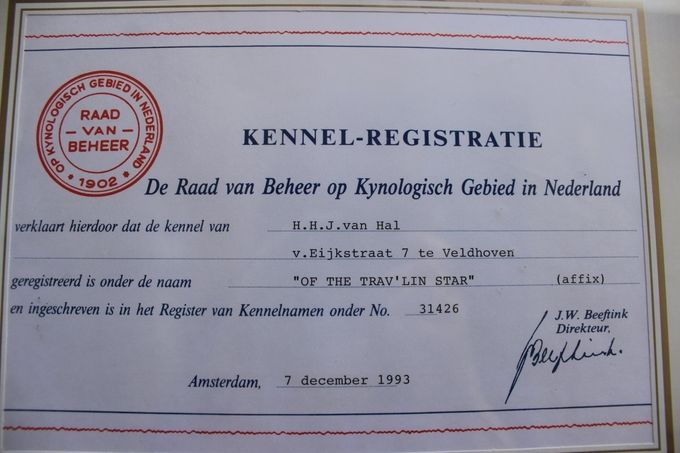 OP KYNOLOGISCH GEBIED IN NEDERLAND
RAAD
- VAN -
BEHEER
• 1902 •
KENNEL-REGISTRATIE
De Raad van Beheer op Kynologisch Gebied in Nederland
verklaart hierdoor dat de kennel van H.H.J.van Hal
v.Eijkstraat 7 te Veldhoven
geregistreerd is onder de naam "OF THE TRAV'LIN STAR" (affix)
en ingeschreven is in het Register van Kennelnamen onder No. 31426
J.W. Beeftink
Direkteur,
Beeftink.
Amsterdam, 7 december 1993